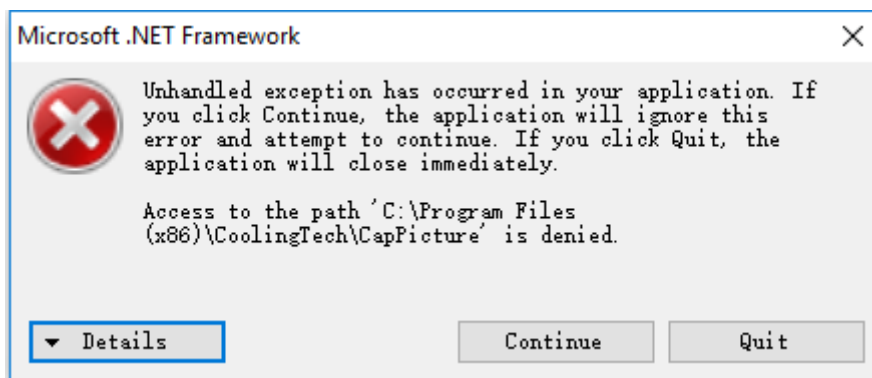 Microsoft .NET Framework
Unhandled exception has occurred in your application. If
you click Continue, the application will ignore this
error and attempt to continue. If you click Quit, the
application will close immediately.
Access to the path 'C:\Program Files
(x86)\CoolingTech\CapPicture' is denied.
Details
Continue
Quit